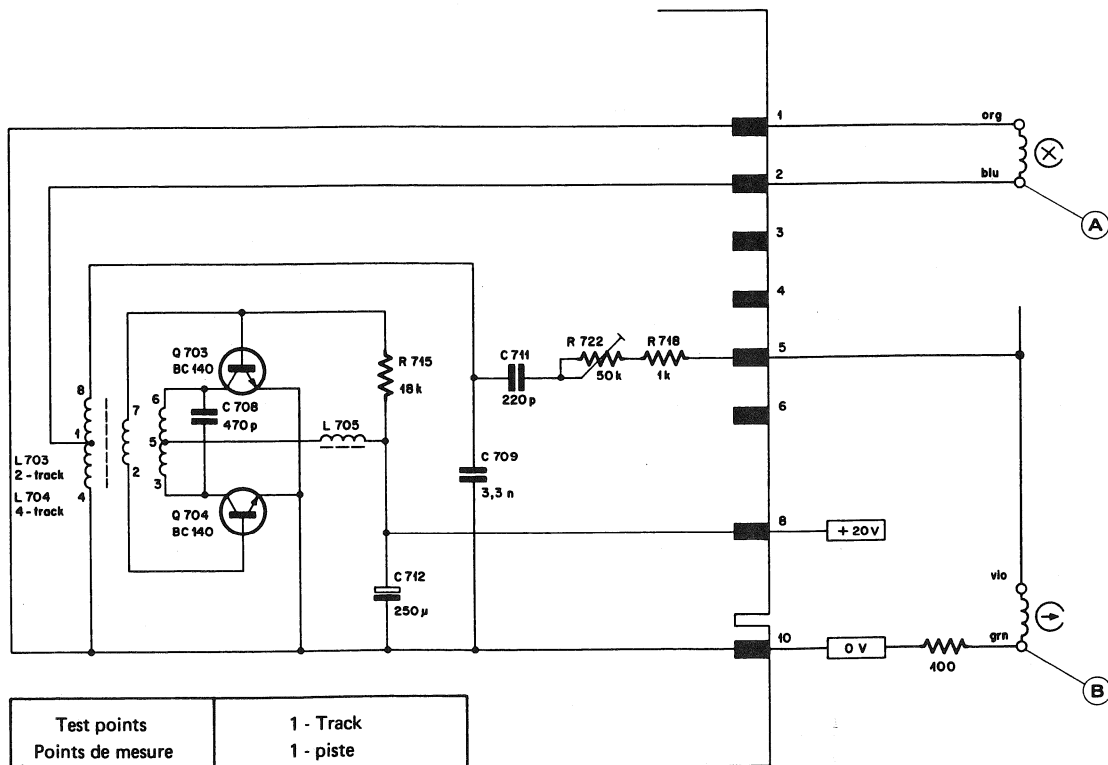 1
org
2
blu
A
3
4
5
6
8
+ 20V
vio
10
0 V
100
grn
B
8
1
4
L 703
2 - track
L 704
4 - track
7
2
6
5
3
Q 703
BC 140
C 708
470 p
Q 704
BC 140
R 715
18 k
L 705
C 711
220 p
R 722
50 k
R 718
1 k
C 709
3,3 n
C 712
250 µ
Test points
Points de mesure
1 - Track
1 - piste